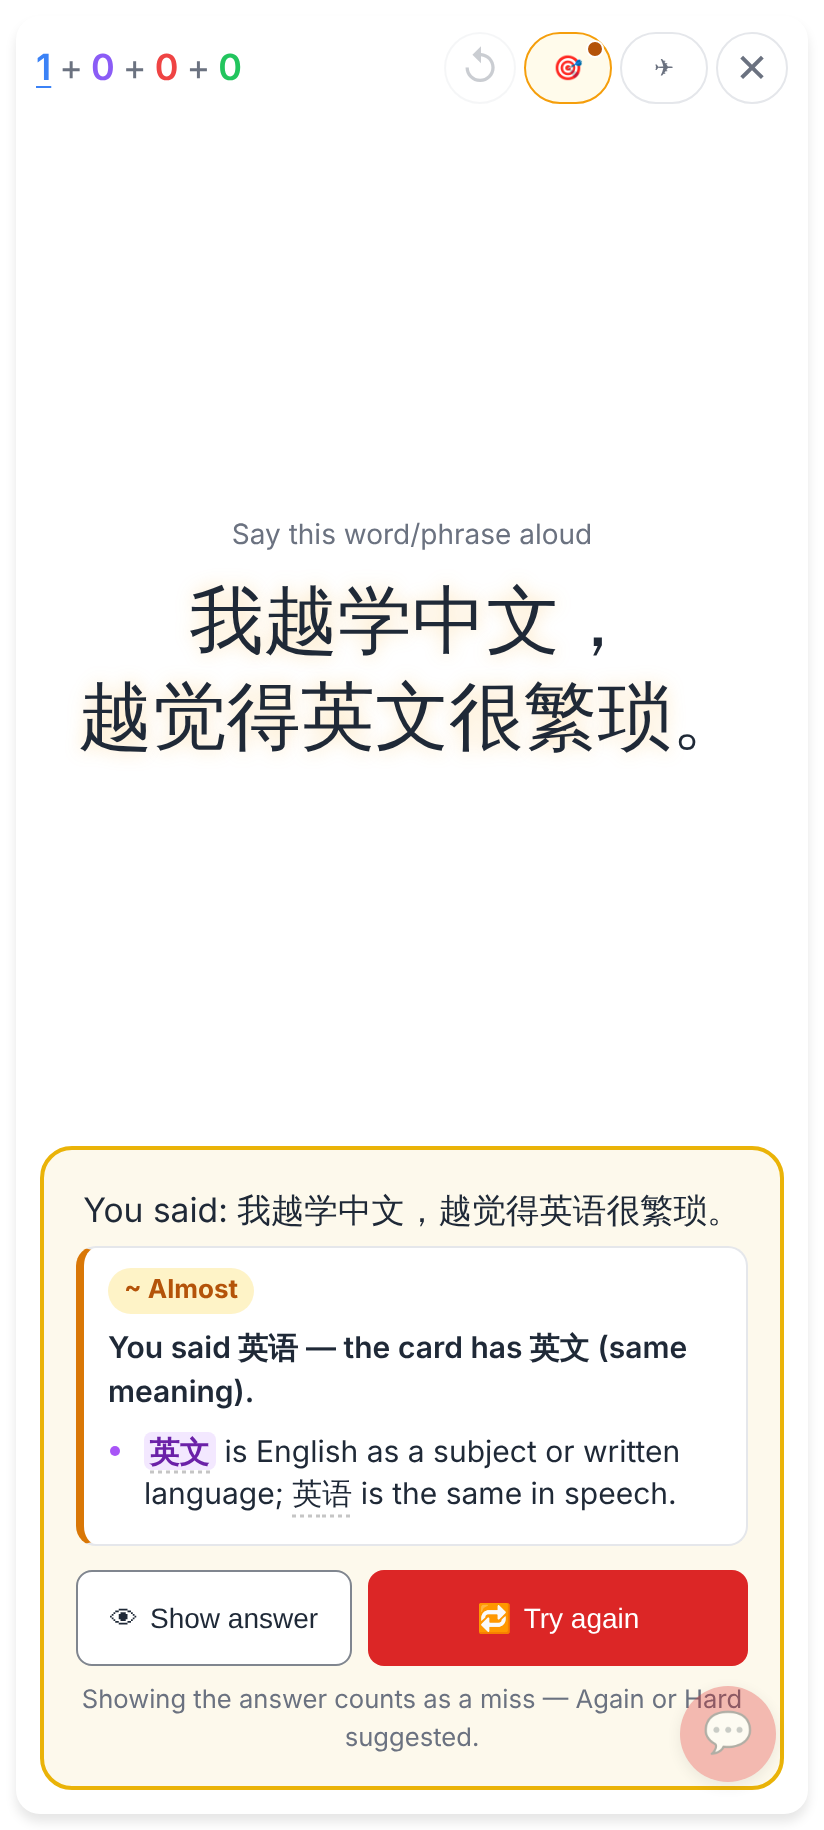 1 + 0 + 0 + 0
Say this word/phrase aloud
我越学中文，
越觉得英文很繁琐。
You said: 我越学中文，越觉得英语很繁琐。
~ Almost
You said 英语 — the card has 英文 (same
meaning).
英文 is English as a subject or written
language; 英语 is the same in speech.
Show answer
Try again
Showing the answer counts as a miss — Again or Hard
suggested.